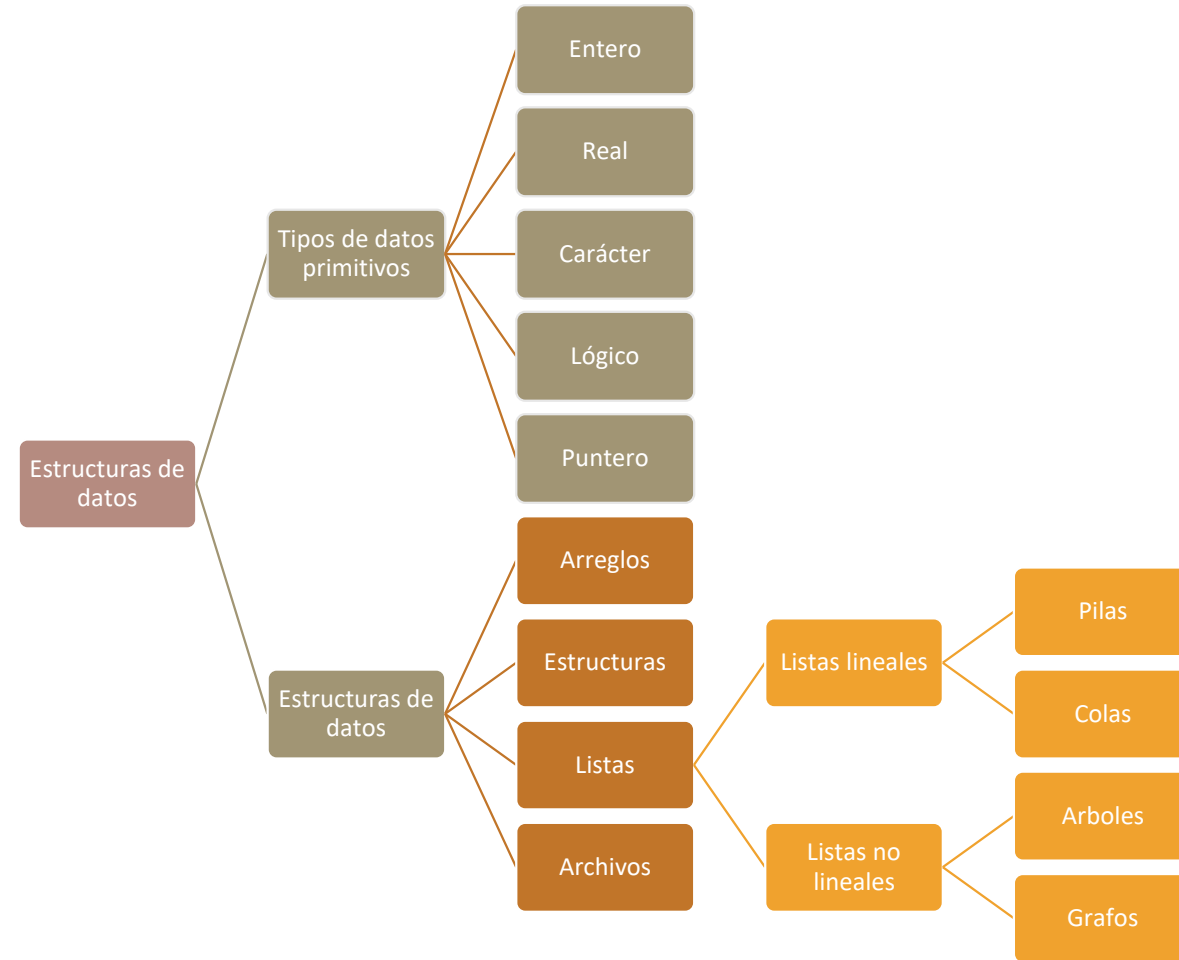 Estructuras de
datos
Tipos de datos
primitivos
Entero
Real
Carácter
Lógico
Puntero
Estructuras de
datos
Arreglos
Estructuras
Listas
Archivos
Listas lineales
Pilas
Colas
Listas no
lineales
Arboles
Grafos